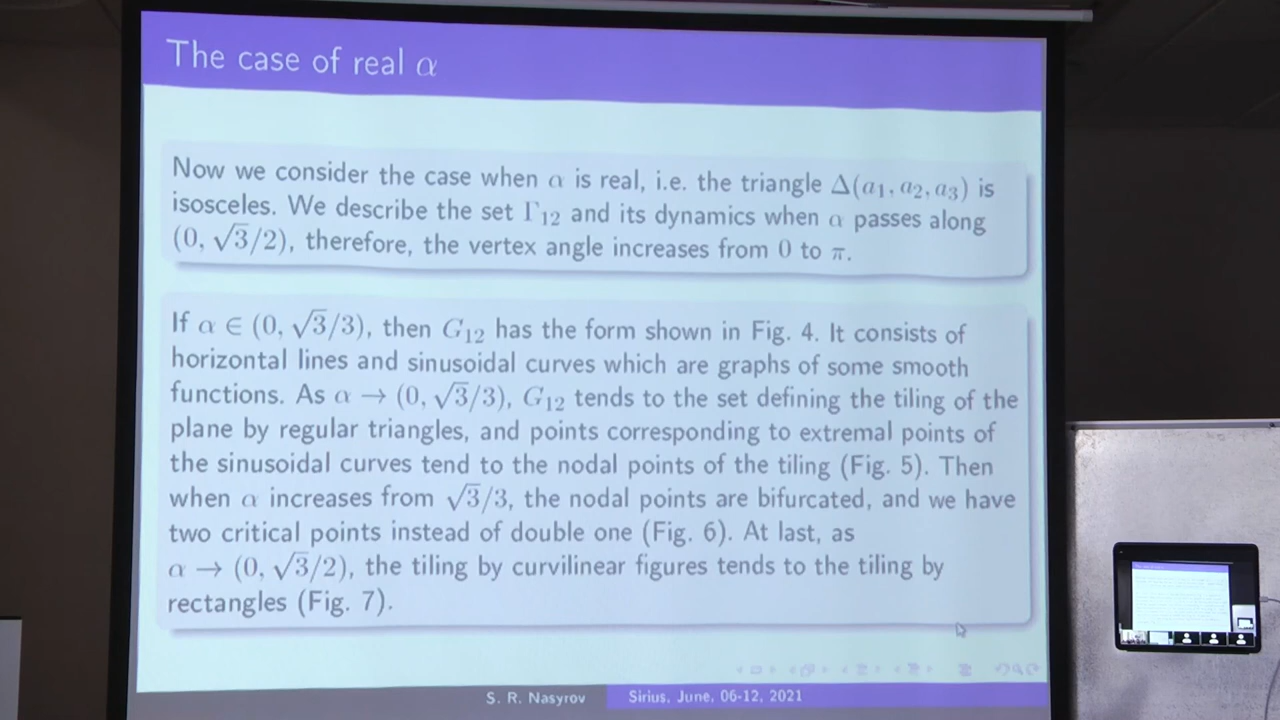 The case of real α
Now we consider the case when α is real, i.e. the triangle Δ(a₁, a₂, a₃) is
isosceles. We describe the set Γ₁₂ and its dynamics when α passes along
(0, √3/2), therefore, the vertex angle increases from 0 to π.
If α ∈ (0, √3/3), then G₁₂ has the form shown in Fig. 4. It consists of
horizontal lines and sinusoidal curves which are graphs of some smooth
functions. As α → (0, √3/3), G₁₂ tends to the set defining the tiling of the
plane by regular triangles, and points corresponding to extremal points of
the sinusoidal curves tend to the nodal points of the tiling (Fig. 5). Then
when α increases from √3/3, the nodal points are bifurcated, and we have
two critical points instead of double one (Fig. 6). At last, as
α → (0, √3/2), the tiling by curvilinear figures tends to the tiling by
rectangles (Fig. 7).
S. R. Nasyrov Sirius, June, 06-12, 2021